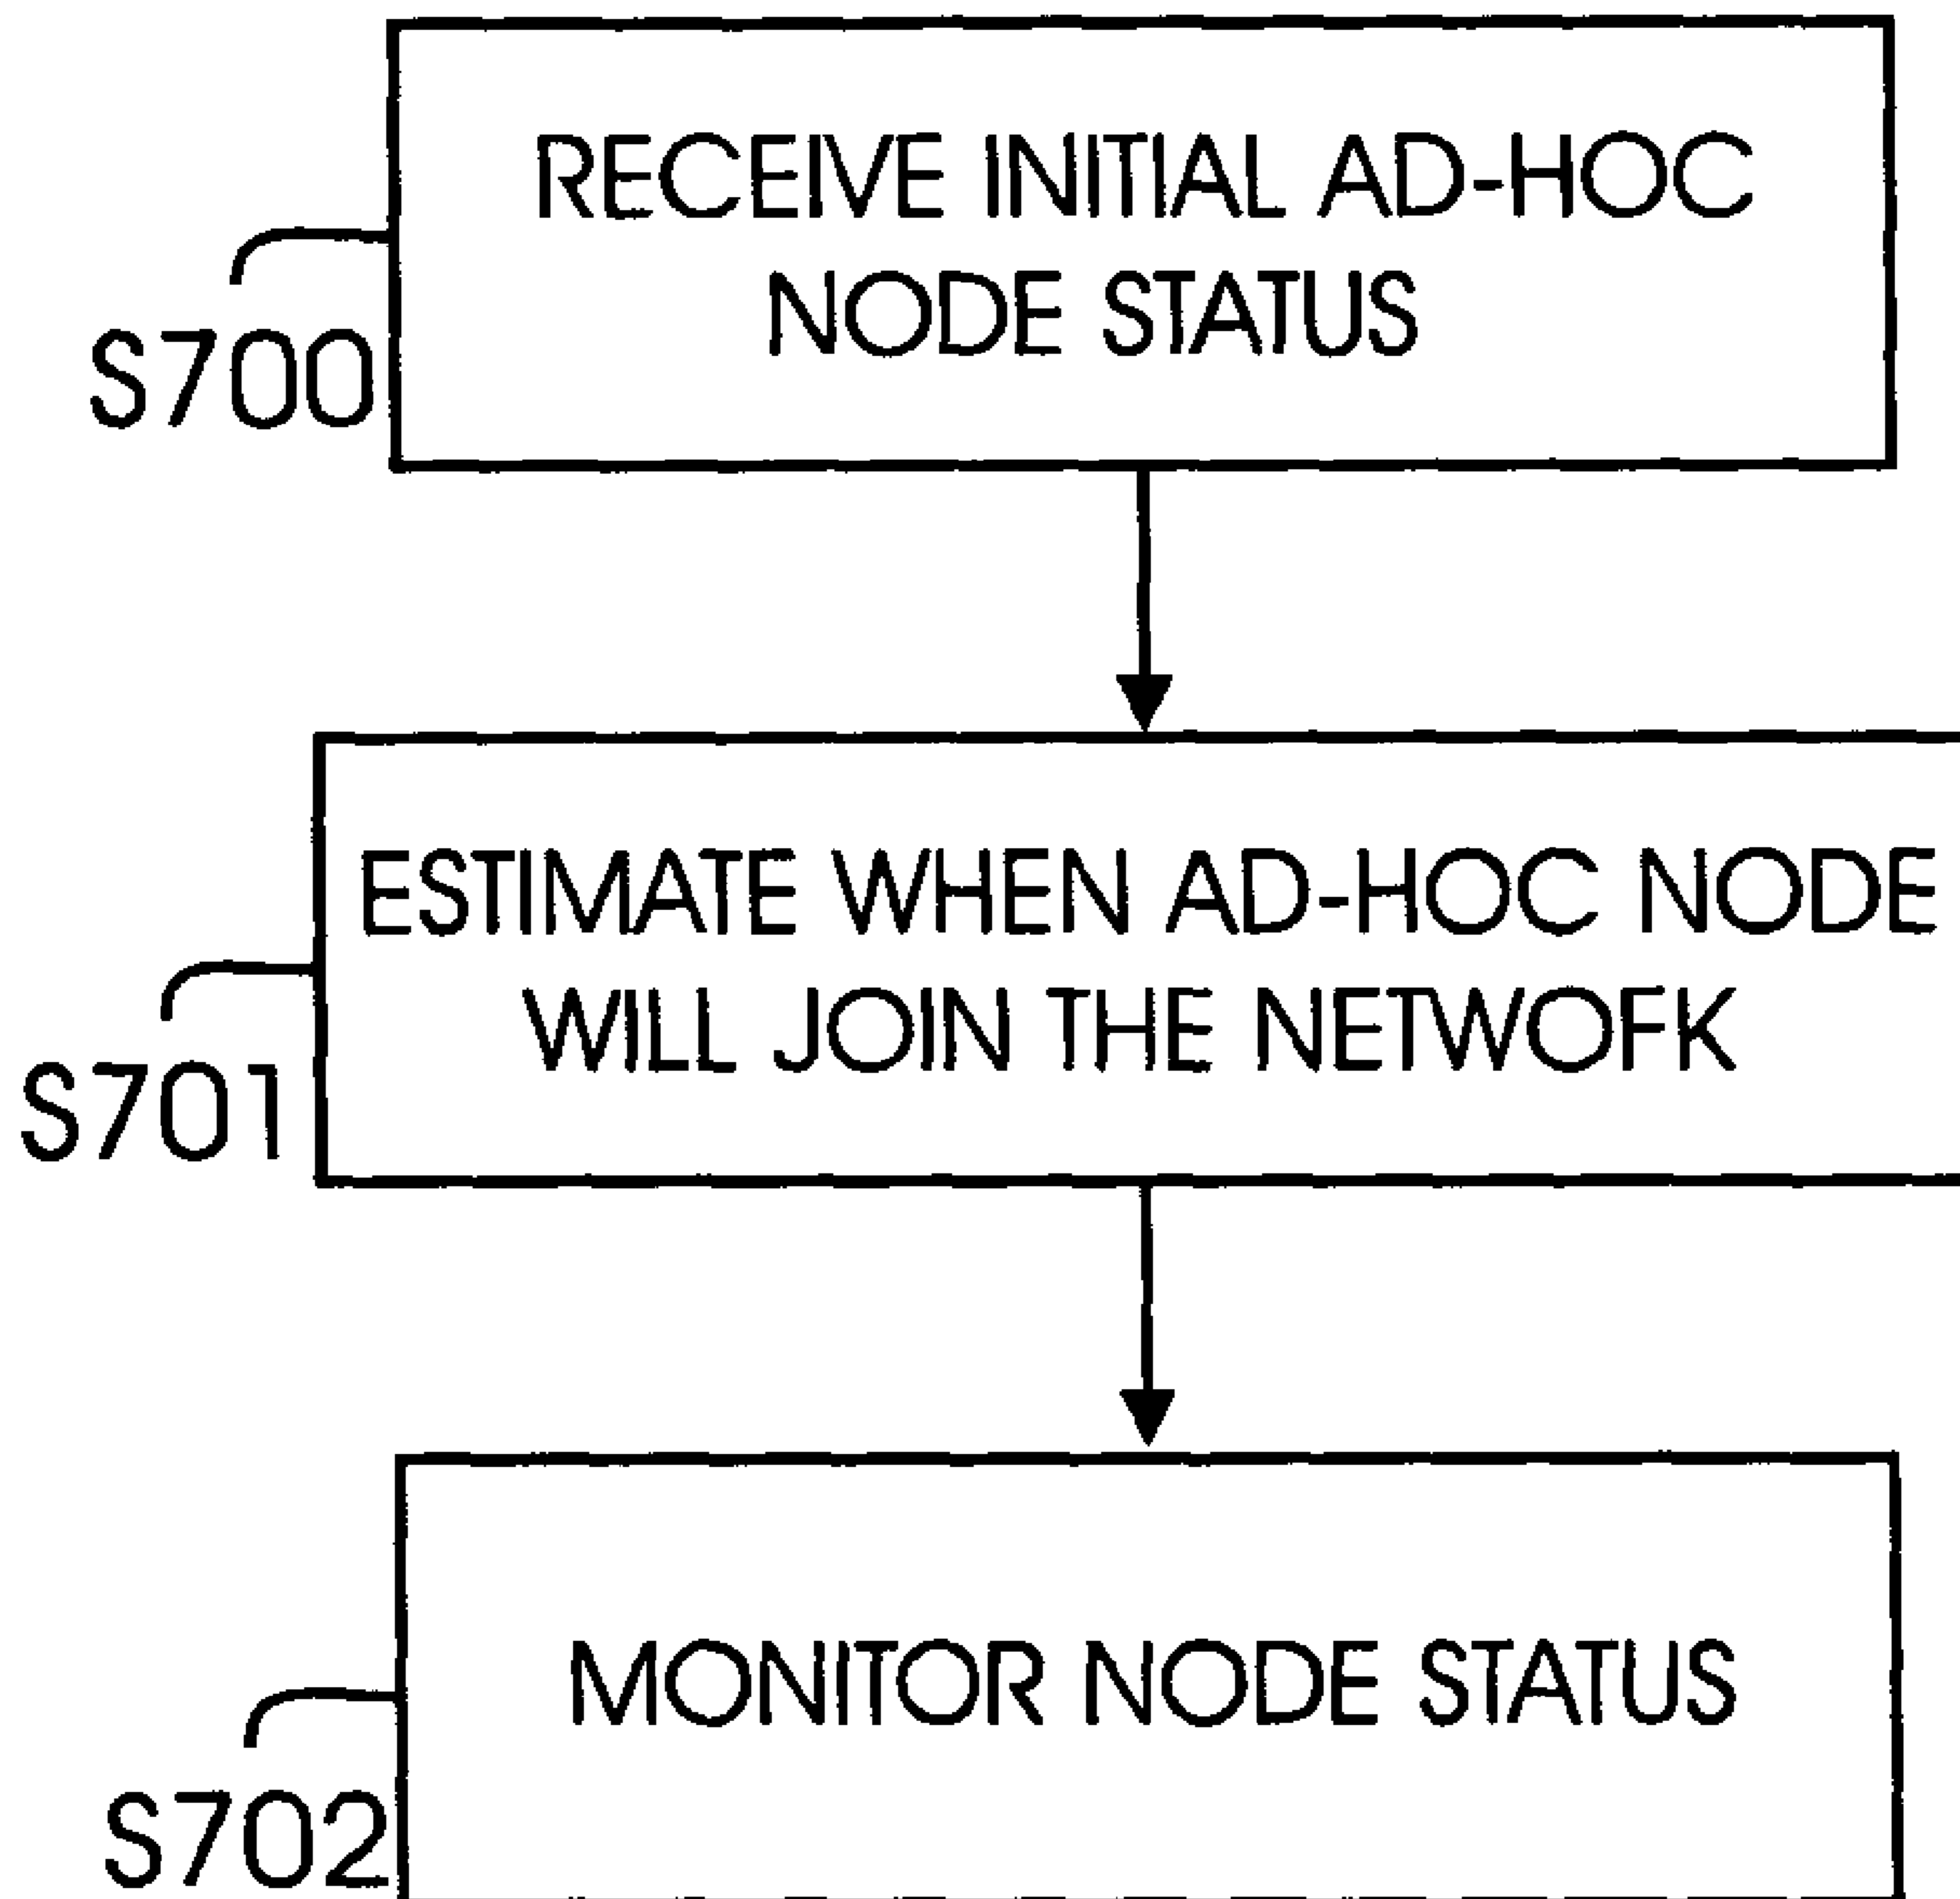 RECEIVE INITIAL AD-HOC
NODE STATUS
S700
ESTIMATE WHEN AD-HOC NODE
WILL JOIN THE NETWOFK
S701
MONITOR NODE STATUS
S702